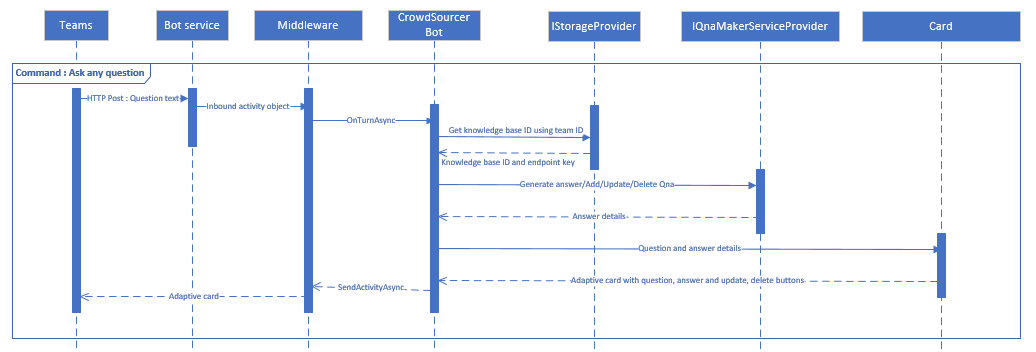 Teams
Bot service
Middleware
CrowdSourcer
Bot
IStorageProvider
IQnaMakerServiceProvider
Card
Command : Ask any question
HTTP Post : Question text
Inbound activity object
OnTurnAsync
Get knowledge base ID using team ID
Knowledge base ID and endpoint key
Generate answer/Add/Update/Delete Qna
Answer details
Question and answer details
Adaptive card with question, answer and update, delete buttons
SendActivityAsync
Adaptive card